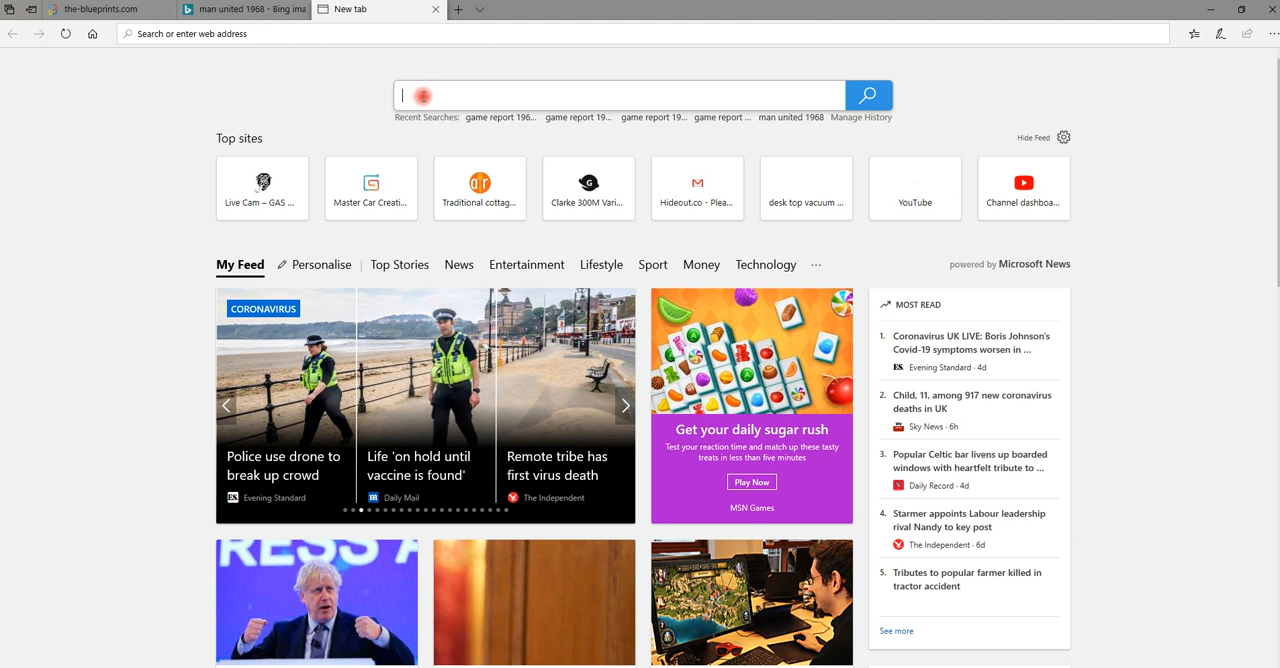 the-blueprints.com
man united 1968 - Bing ima
New tab
Search or enter web address
Recent Searches: game report 196... game report 19... game report 19... game report ... man united 1968 Manage History
Top sites
Hide Feed
Live Cam – GAS ...
Master Car Creati...
Traditional cottag...
Clarke 300M Vari...
Hideout.co - Plea...
desk top vacuum ...
YouTube
Channel dashboa...
My Feed Personalise Top Stories News Entertainment Lifestyle Sport Money Technology ...
powered by Microsoft News
CORONAVIRUS
Police use drone to
break up crowd
ES Evening Standard
Life 'on hold until
vaccine is found'
Daily Mail
Remote tribe has
first virus death
The Independent
Get your daily sugar rush
Test your reaction time and match up these tasty
treats in less than five minutes
Play Now
MSN Games
MOST READ
1. Coronavirus UK LIVE: Boris Johnson's
Covid-19 symptoms worsen in ...
ES Evening Standard · 4d
2. Child, 11, among 917 new coronavirus
deaths in UK
Sky News · 6h
3. Popular Celtic bar livens up boarded
windows with heartfelt tribute to ...
Daily Record · 4d
4. Starmer appoints Labour leadership
rival Nandy to key post
The Independent · 6d
5. Tributes to popular farmer killed in
tractor accident
See more
RESS A